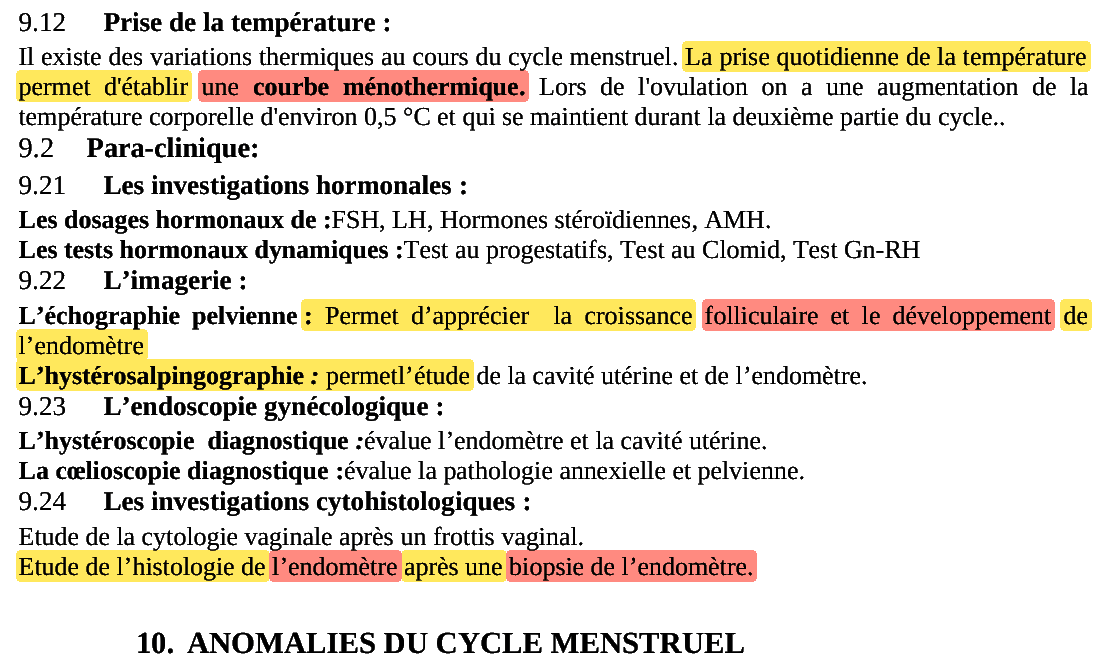 9.12 Prise de la température :
Il existe des variations thermiques au cours du cycle menstruel. La prise quotidienne de la température
permet d'établir une courbe ménothermique. Lors de l'ovulation on a une augmentation de la
température corporelle d'environ 0,5 °C et qui se maintient durant la deuxième partie du cycle..
9.2 Para-clinique:
9.21 Les investigations hormonales :
Les dosages hormonaux de :FSH, LH, Hormones stéroïdiennes, AMH.
Les tests hormonaux dynamiques :Test au progestatifs, Test au Clomid, Test Gn-RH
9.22 L’imagerie :
L’échographie pelvienne : Permet d’apprécier la croissance folliculaire et le développement de
l’endomètre
L’hystérosalpingographie : permetl’étude de la cavité utérine et de l’endomètre.
9.23 L’endoscopie gynécologique :
L’hystéroscopie diagnostique :évalue l’endomètre et la cavité utérine.
La cœlioscopie diagnostique :évalue la pathologie annexielle et pelvienne.
9.24 Les investigations cytohistologiques :
Etude de la cytologie vaginale après un frottis vaginal.
Etude de l’histologie de l’endomètre après une biopsie de l’endomètre.
10. ANOMALIES DU CYCLE MENSTRUEL